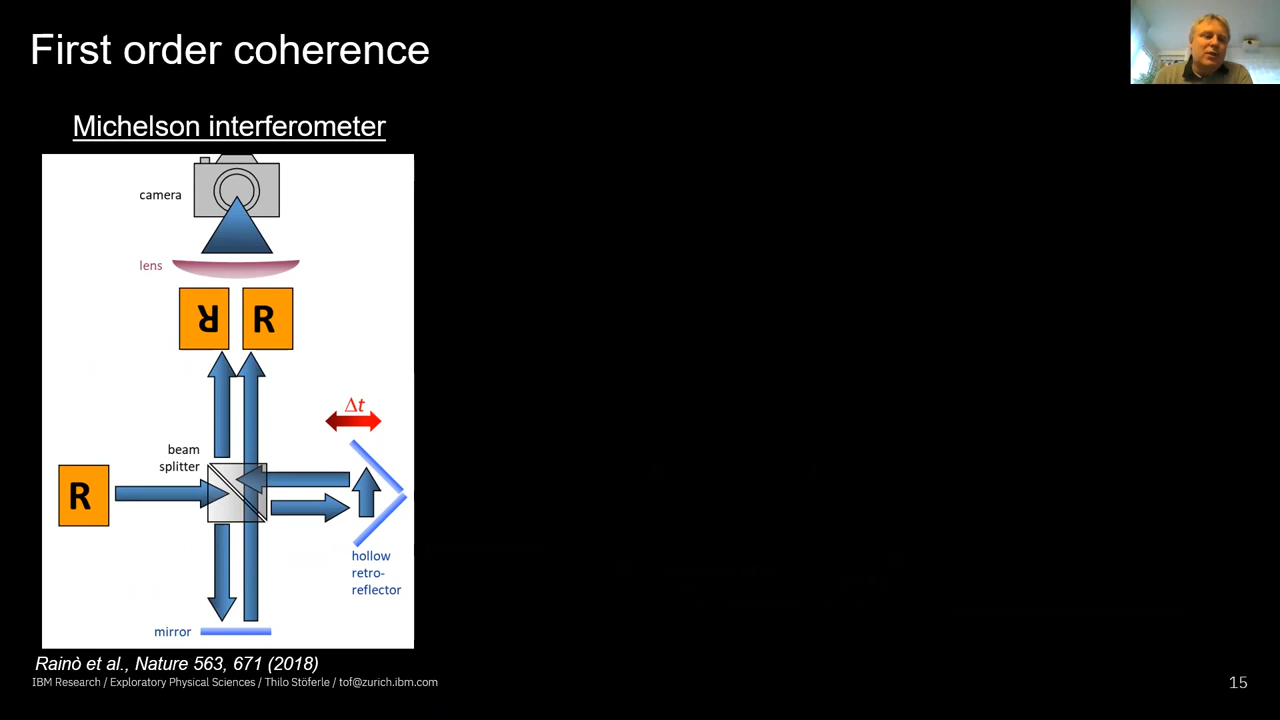 First order coherence
Michelson interferometer
camera
lens
R R
Δt
beam
splitter
R
hollow
retro-
reflector
mirror
Rainò et al., Nature 563, 671 (2018)
IBM Research / Exploratory Physical Sciences / Thilo Stöferle / tof@zurich.ibm.com
15